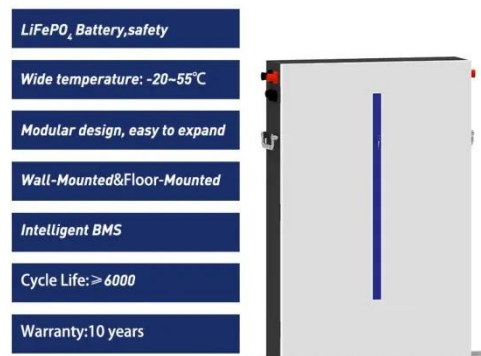 LiFePO₄ Battery,safety
Wide temperature: -20~55℃
Modular design, easy to expand
Wall-Mounted&Floor-Mounted
Intelligent BMS
Cycle Life:≥6000
Warranty:10 years